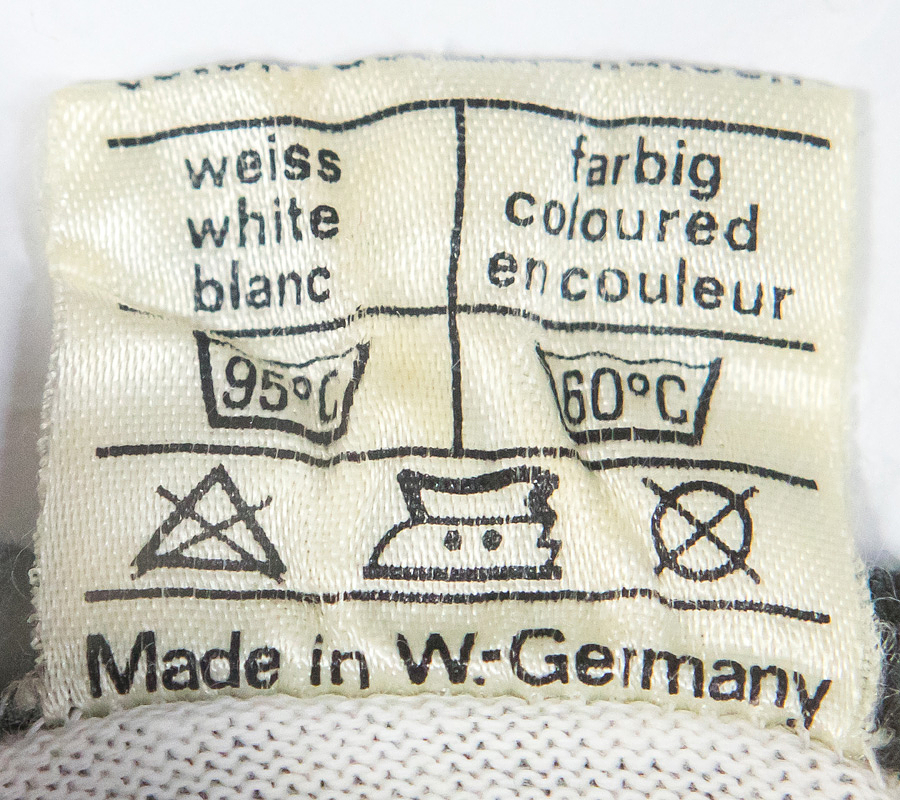 weiss
white
blanc
farbig
coloured
en couleur
95°C
60°C
Made in W.-Germany